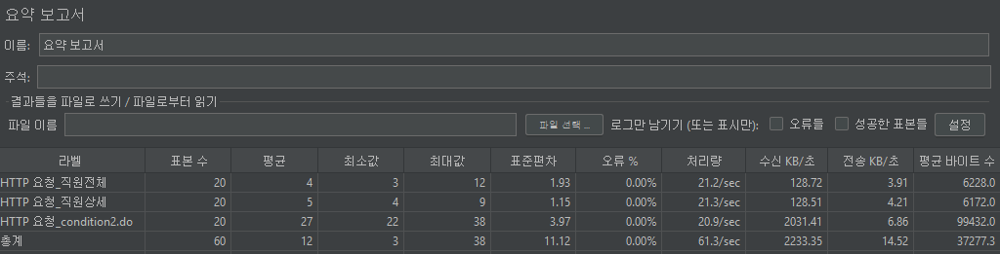 요약 보고서
이름: 요약 보고서
주석:
결과들을 파일로 쓰기 / 파일로부터 읽기
파일 이름 파일 선택 ... 로그만 남기기 (또는 표시만): 오류들 성공한 표본들 설정
라벨 표본 수 평균 최소값 최대값 표준편차 오류 % 처리량 수신 KB/초 전송 KB/초 평균 바이트 수
HTTP 요청_직원전체 20 4 3 12 1.93 0.00% 21.2/sec 128.72 3.91 6228.0
HTTP 요청_직원상세 20 5 4 9 1.15 0.00% 21.3/sec 128.51 4.21 6172.0
HTTP 요청_condition2.do 20 27 22 38 3.97 0.00% 20.9/sec 2031.41 6.86 99432.0
총계 60 12 3 38 11.12 0.00% 61.3/sec 2233.35 14.52 37277.3